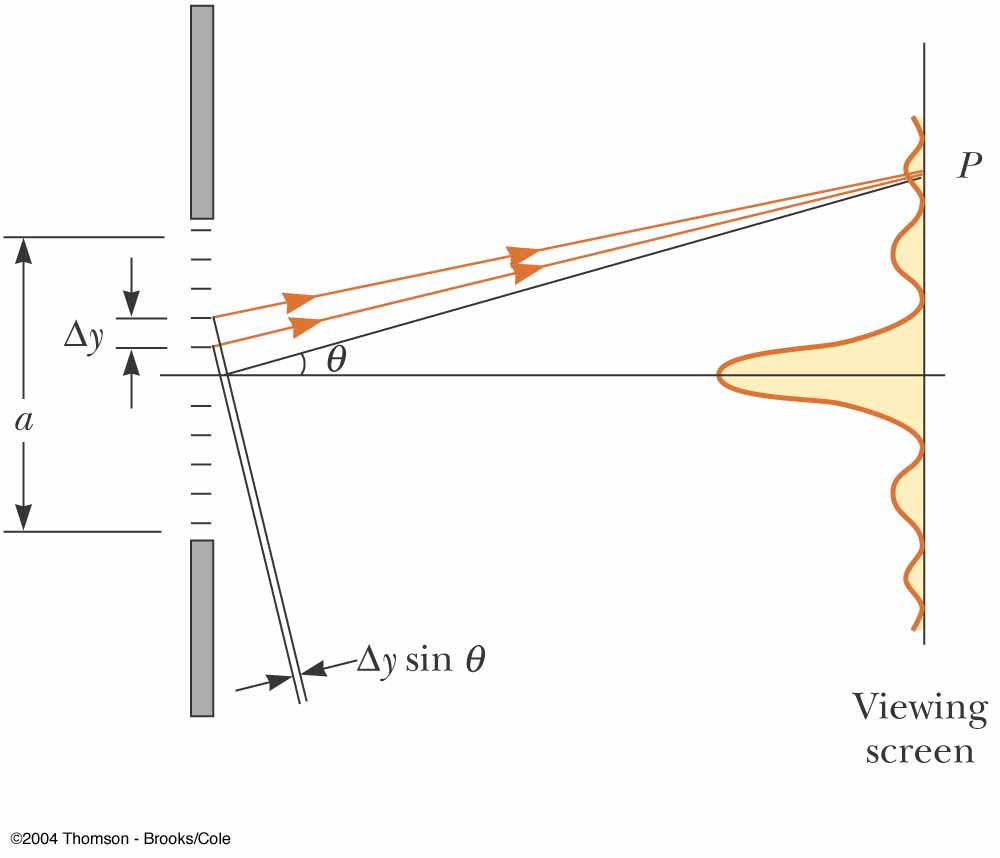 P
Δy
θ
a
Δy sin θ
Viewing
screen
©2004 Thomson - Brooks/Cole